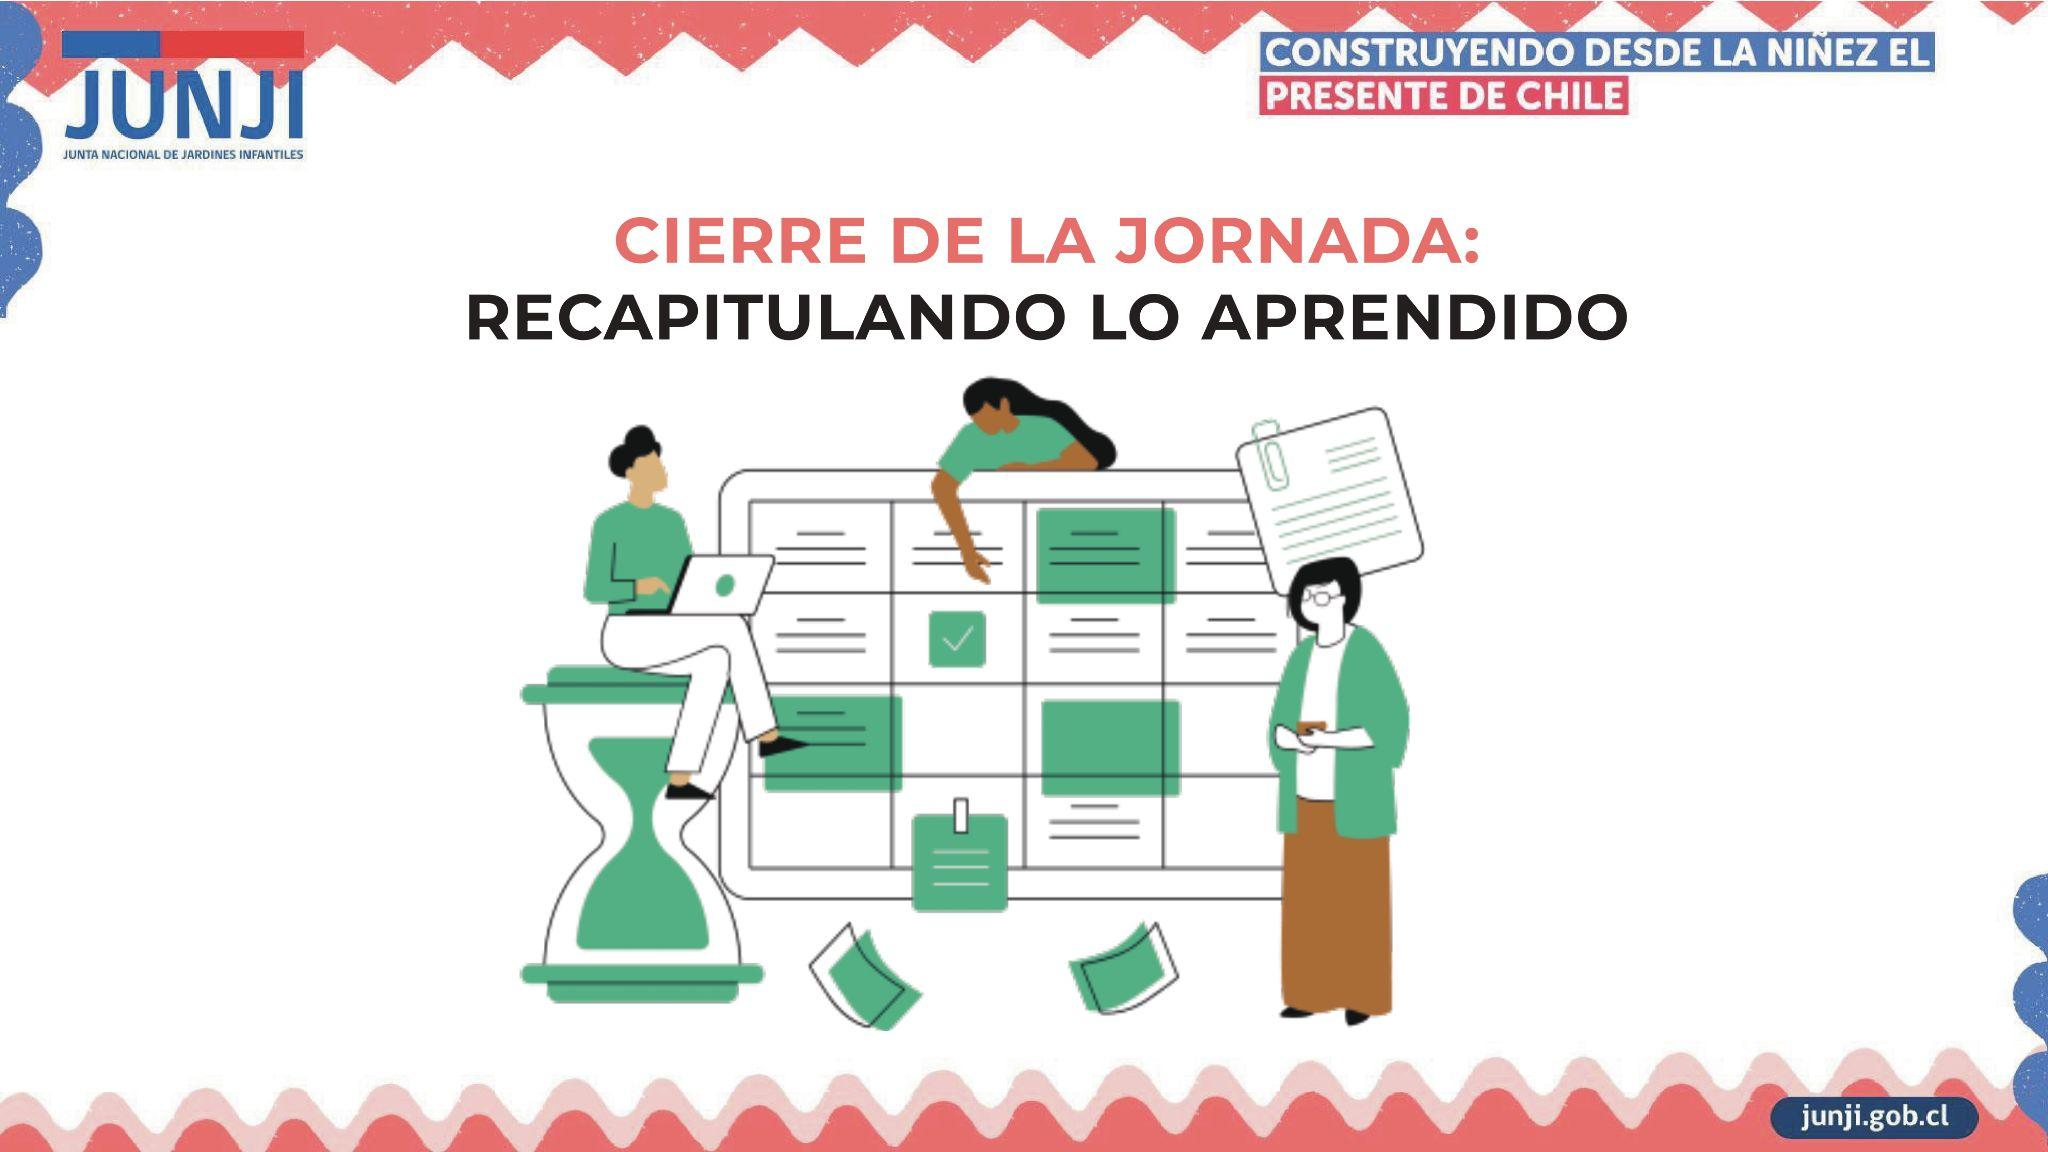 JUNJI
JUNTA NACIONAL DE JARDINES INFANTILES
CONSTRUYENDO DESDE LA NIÑEZ EL
PRESENTE DE CHILE
CIERRE DE LA JORNADA:
RECAPITULANDO LO APRENDIDO
junji.gob.cl